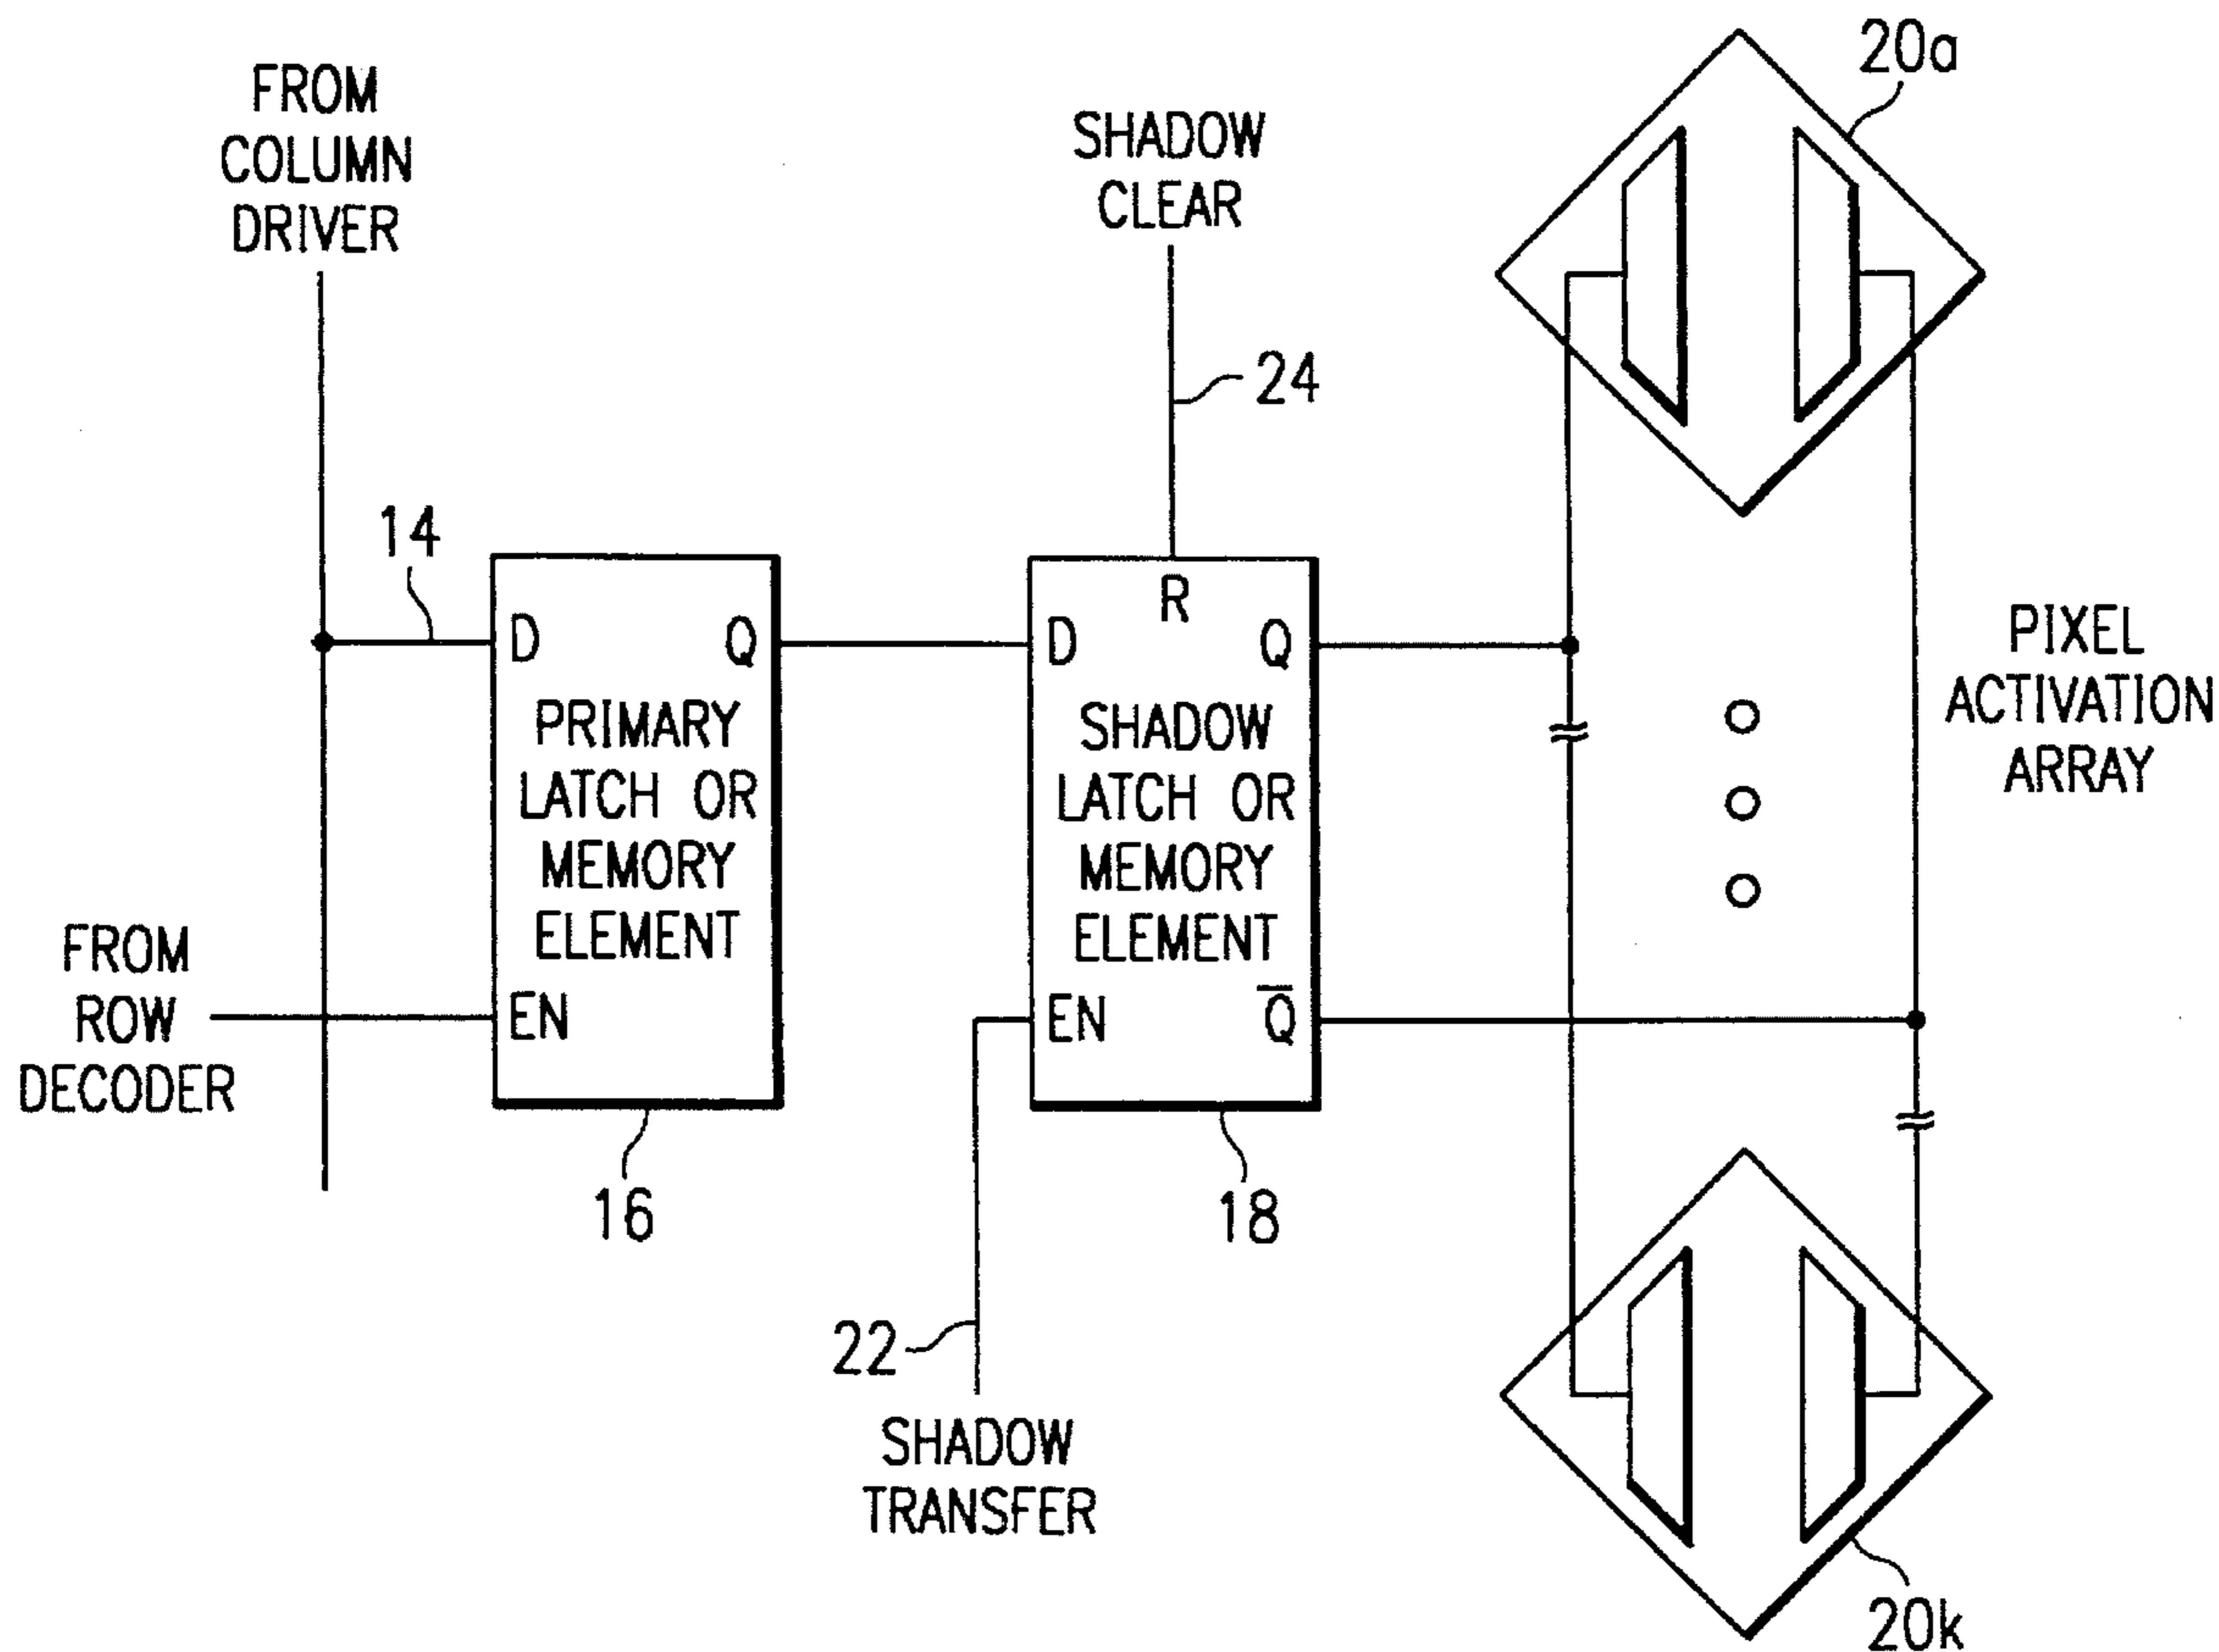 FROM
COLUMN
DRIVER
SHADOW
CLEAR
20a
24
14
D
Q
PRIMARY
LATCH OR
MEMORY
ELEMENT
EN
16
R
D
Q
SHADOW
LATCH OR
MEMORY
ELEMENT
EN
Q̅
18
PIXEL
ACTIVATION
ARRAY
FROM
ROW
DECODER
22
SHADOW
TRANSFER
20k